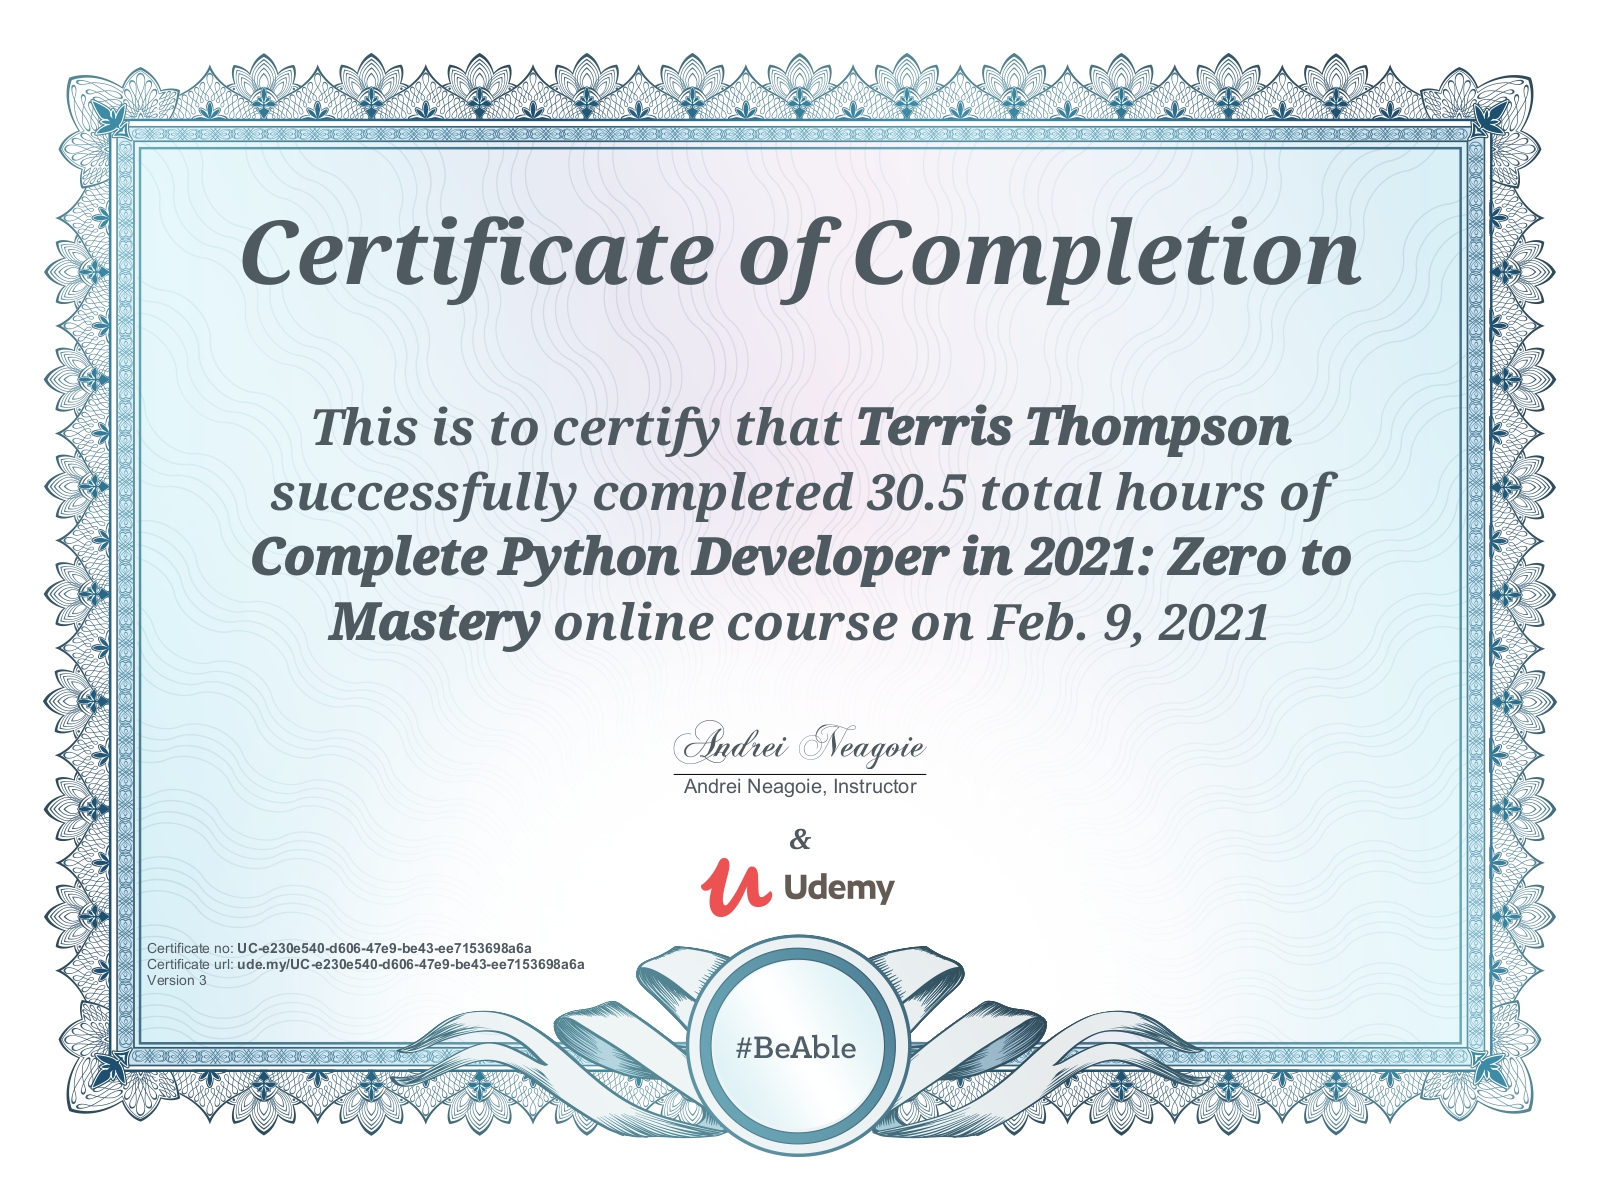 Certificate of Completion
This is to certify that Terris Thompson
successfully completed 30.5 total hours of
Complete Python Developer in 2021: Zero to
Mastery online course on Feb. 9, 2021
Andrei Neagoie
Andrei Neagoie, Instructor
&
Udemy
Certificate no: UC-e230e540-d606-47e9-be43-ee7153698a6a
Certificate url: ude.my/UC-e230e540-d606-47e9-be43-ee7153698a6a
Version 3
#BeAble